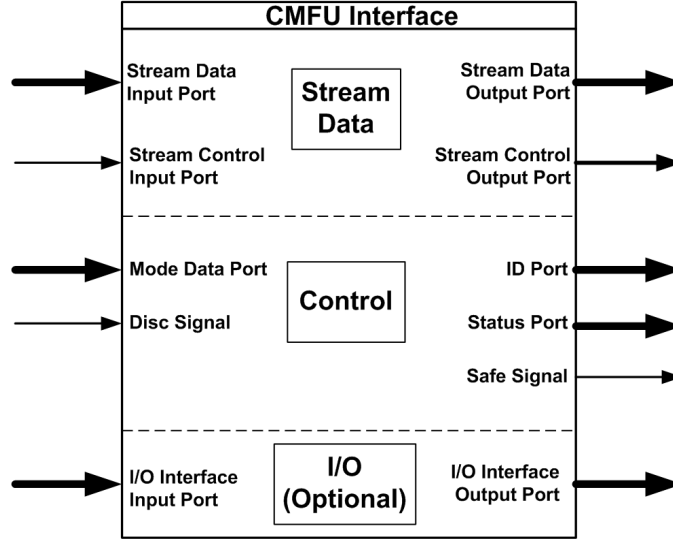 CMFU Interface
Stream Data
Input Port
Stream
Data
Stream Data
Output Port
Stream Control
Input Port
Stream Control
Output Port
Mode Data Port
Control
ID Port
Disc Signal
Status Port
Safe Signal
I/O Interface
Input Port
I/O
(Optional)
I/O Interface
Output Port